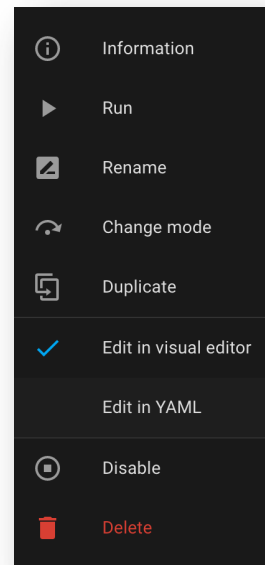 Information
Run
Rename
Change mode
Duplicate
Edit in visual editor
Edit in YAML
Disable
Delete